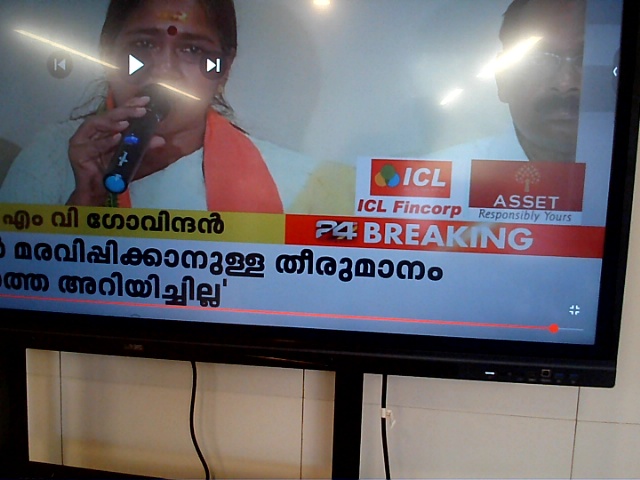 ICL
ICL Fincorp
ASSET
Responsibly Yours
എം വി ഗോവിന്ദൻ
24 BREAKING
മരവിപ്പിക്കാനുള്ള തീരുമാനം
അറിയിച്ചില്ല'